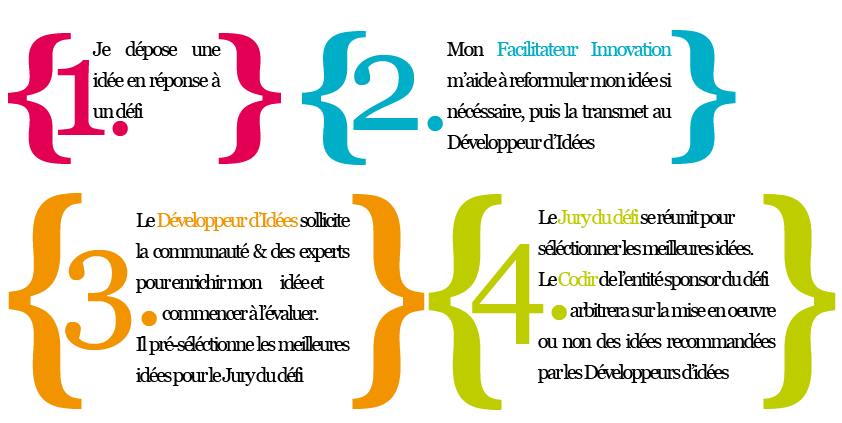 1.
Je dépose une
idée en réponse à
un défi
2.
Mon Facilitateur Innovation
m'aide à reformuler mon idée si
nécéssaire, puis la transmet au
Développeur d'Idées
3.
Le Développeur d'Idées sollicite
la communauté & des experts
pour enrichir mon idée et
commencer à l'évaluer.
Il pré-séléctionne les meilleures
idées pour le Jury du défi
4.
Le Jury du défi se réunit pour
séléctionner les meilleures idées.
Le Codir de l'entité sponsor du défi
arbitrera sur la mise en oeuvre
ou non des idées recommandées
par les Développeurs d'idées